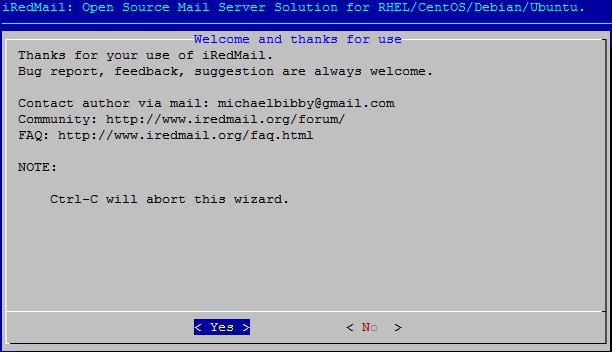 iRedMail: Open Source Mail Server Solution for RHEL/CentOS/Debian/Ubuntu.
Welcome and thanks for use
Thanks for your use of iRedMail.
Bug report, feedback, suggestion are always welcome.
Contact author via mail: michaelbibby@gmail.com
Community: http://www.iredmail.org/forum/
FAQ: http://www.iredmail.org/faq.html
NOTE:
Ctrl-C will abort this wizard.
< Yes > < No >